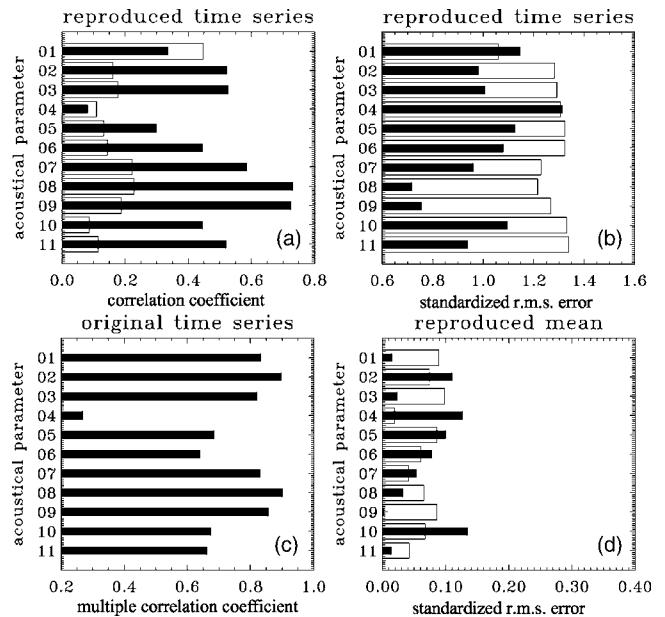 reproduced time series
acoustical parameter
01
02
03
04
05
06
07
08
09
10
11
(a)
0.0 0.2 0.4 0.6 0.8
correlation coefficient
reproduced time series
acoustical parameter
01
02
03
04
05
06
07
08
09
10
11
(b)
0.6 0.8 1.0 1.2 1.4 1.6
standardized r.m.s. error
original time series
acoustical parameter
01
02
03
04
05
06
07
08
09
10
11
(c)
0.2 0.4 0.6 0.8 1.0
multiple correlation coefficient
reproduced mean
acoustical parameter
01
02
03
04
05
06
07
08
09
10
11
(d)
0.00 0.10 0.20 0.30 0.40
standardized r.m.s. error